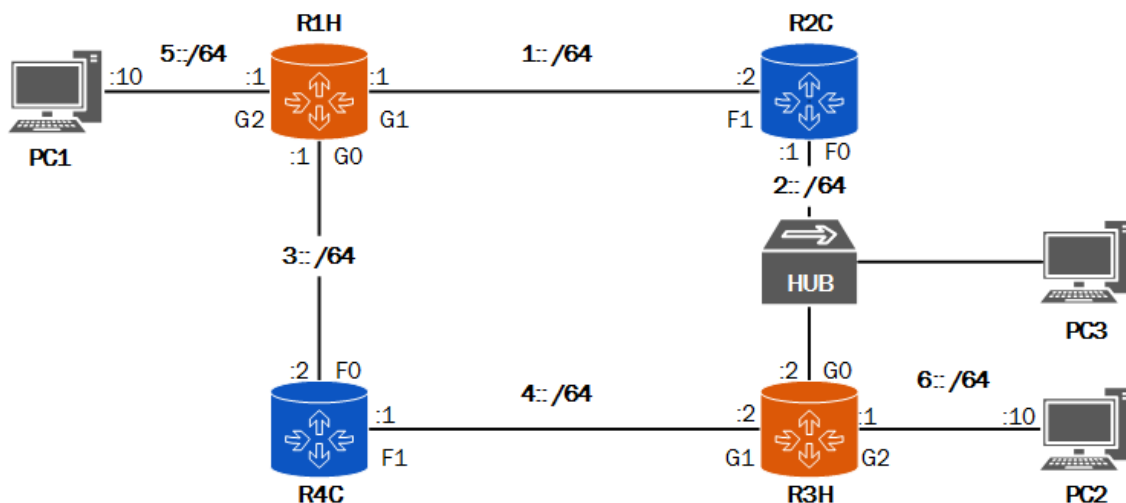 R1H
R2C
5::/64
1::/64
:10
:1
:1
:2
G2
G1
F1
PC1
:1
G0
:1
F0
2::/64
3::/64
HUB
PC3
:2
F0
:2
G0
4::/64
6::/64
:1
:2
:1
:10
F1
G1
G2
R4C
R3H
PC2